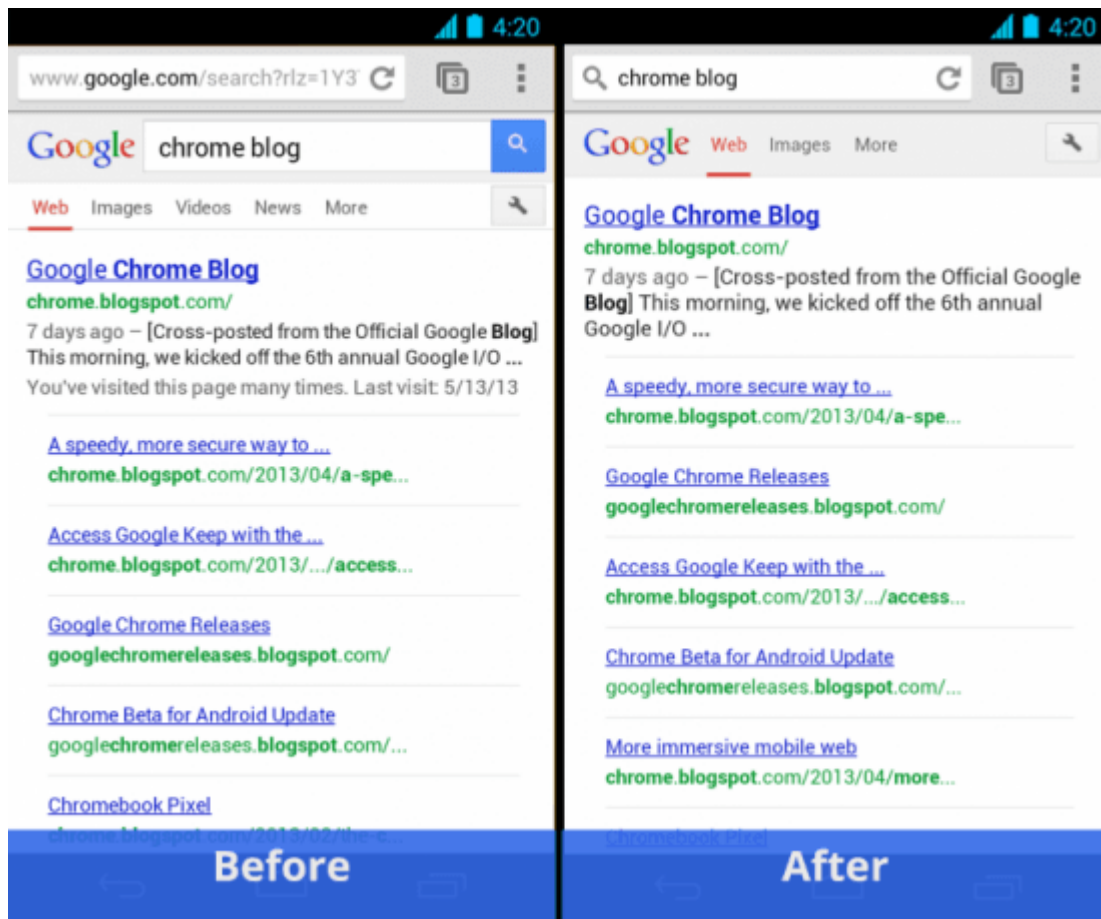 4:20
www.google.com/search?rlz=1Y3
3
Google chrome blog
Web Images Videos News More
Google Chrome Blog
chrome.blogspot.com/
7 days ago – [Cross-posted from the Official Google Blog]
This morning, we kicked off the 6th annual Google I/O ...
You've visited this page many times. Last visit: 5/13/13
A speedy, more secure way to ...
chrome.blogspot.com/2013/04/a-spe...
Access Google Keep with the ...
chrome.blogspot.com/2013/.../access...
Google Chrome Releases
googlechromereleases.blogspot.com/
Chrome Beta for Android Update
googlechromereleases.blogspot.com/...
Chromebook Pixel
chrome.blogspot.com/2013/02/the-c...
Before
4:20
chrome blog
3
Google Web Images More
Google Chrome Blog
chrome.blogspot.com/
7 days ago – [Cross-posted from the Official Google
Blog] This morning, we kicked off the 6th annual
Google I/O ...
A speedy, more secure way to ...
chrome.blogspot.com/2013/04/a-spe...
Google Chrome Releases
googlechromereleases.blogspot.com/
Access Google Keep with the ...
chrome.blogspot.com/2013/.../access...
Chrome Beta for Android Update
googlechromereleases.blogspot.com/...
More immersive mobile web
chrome.blogspot.com/2013/04/more...
Chromebook Pixel
After